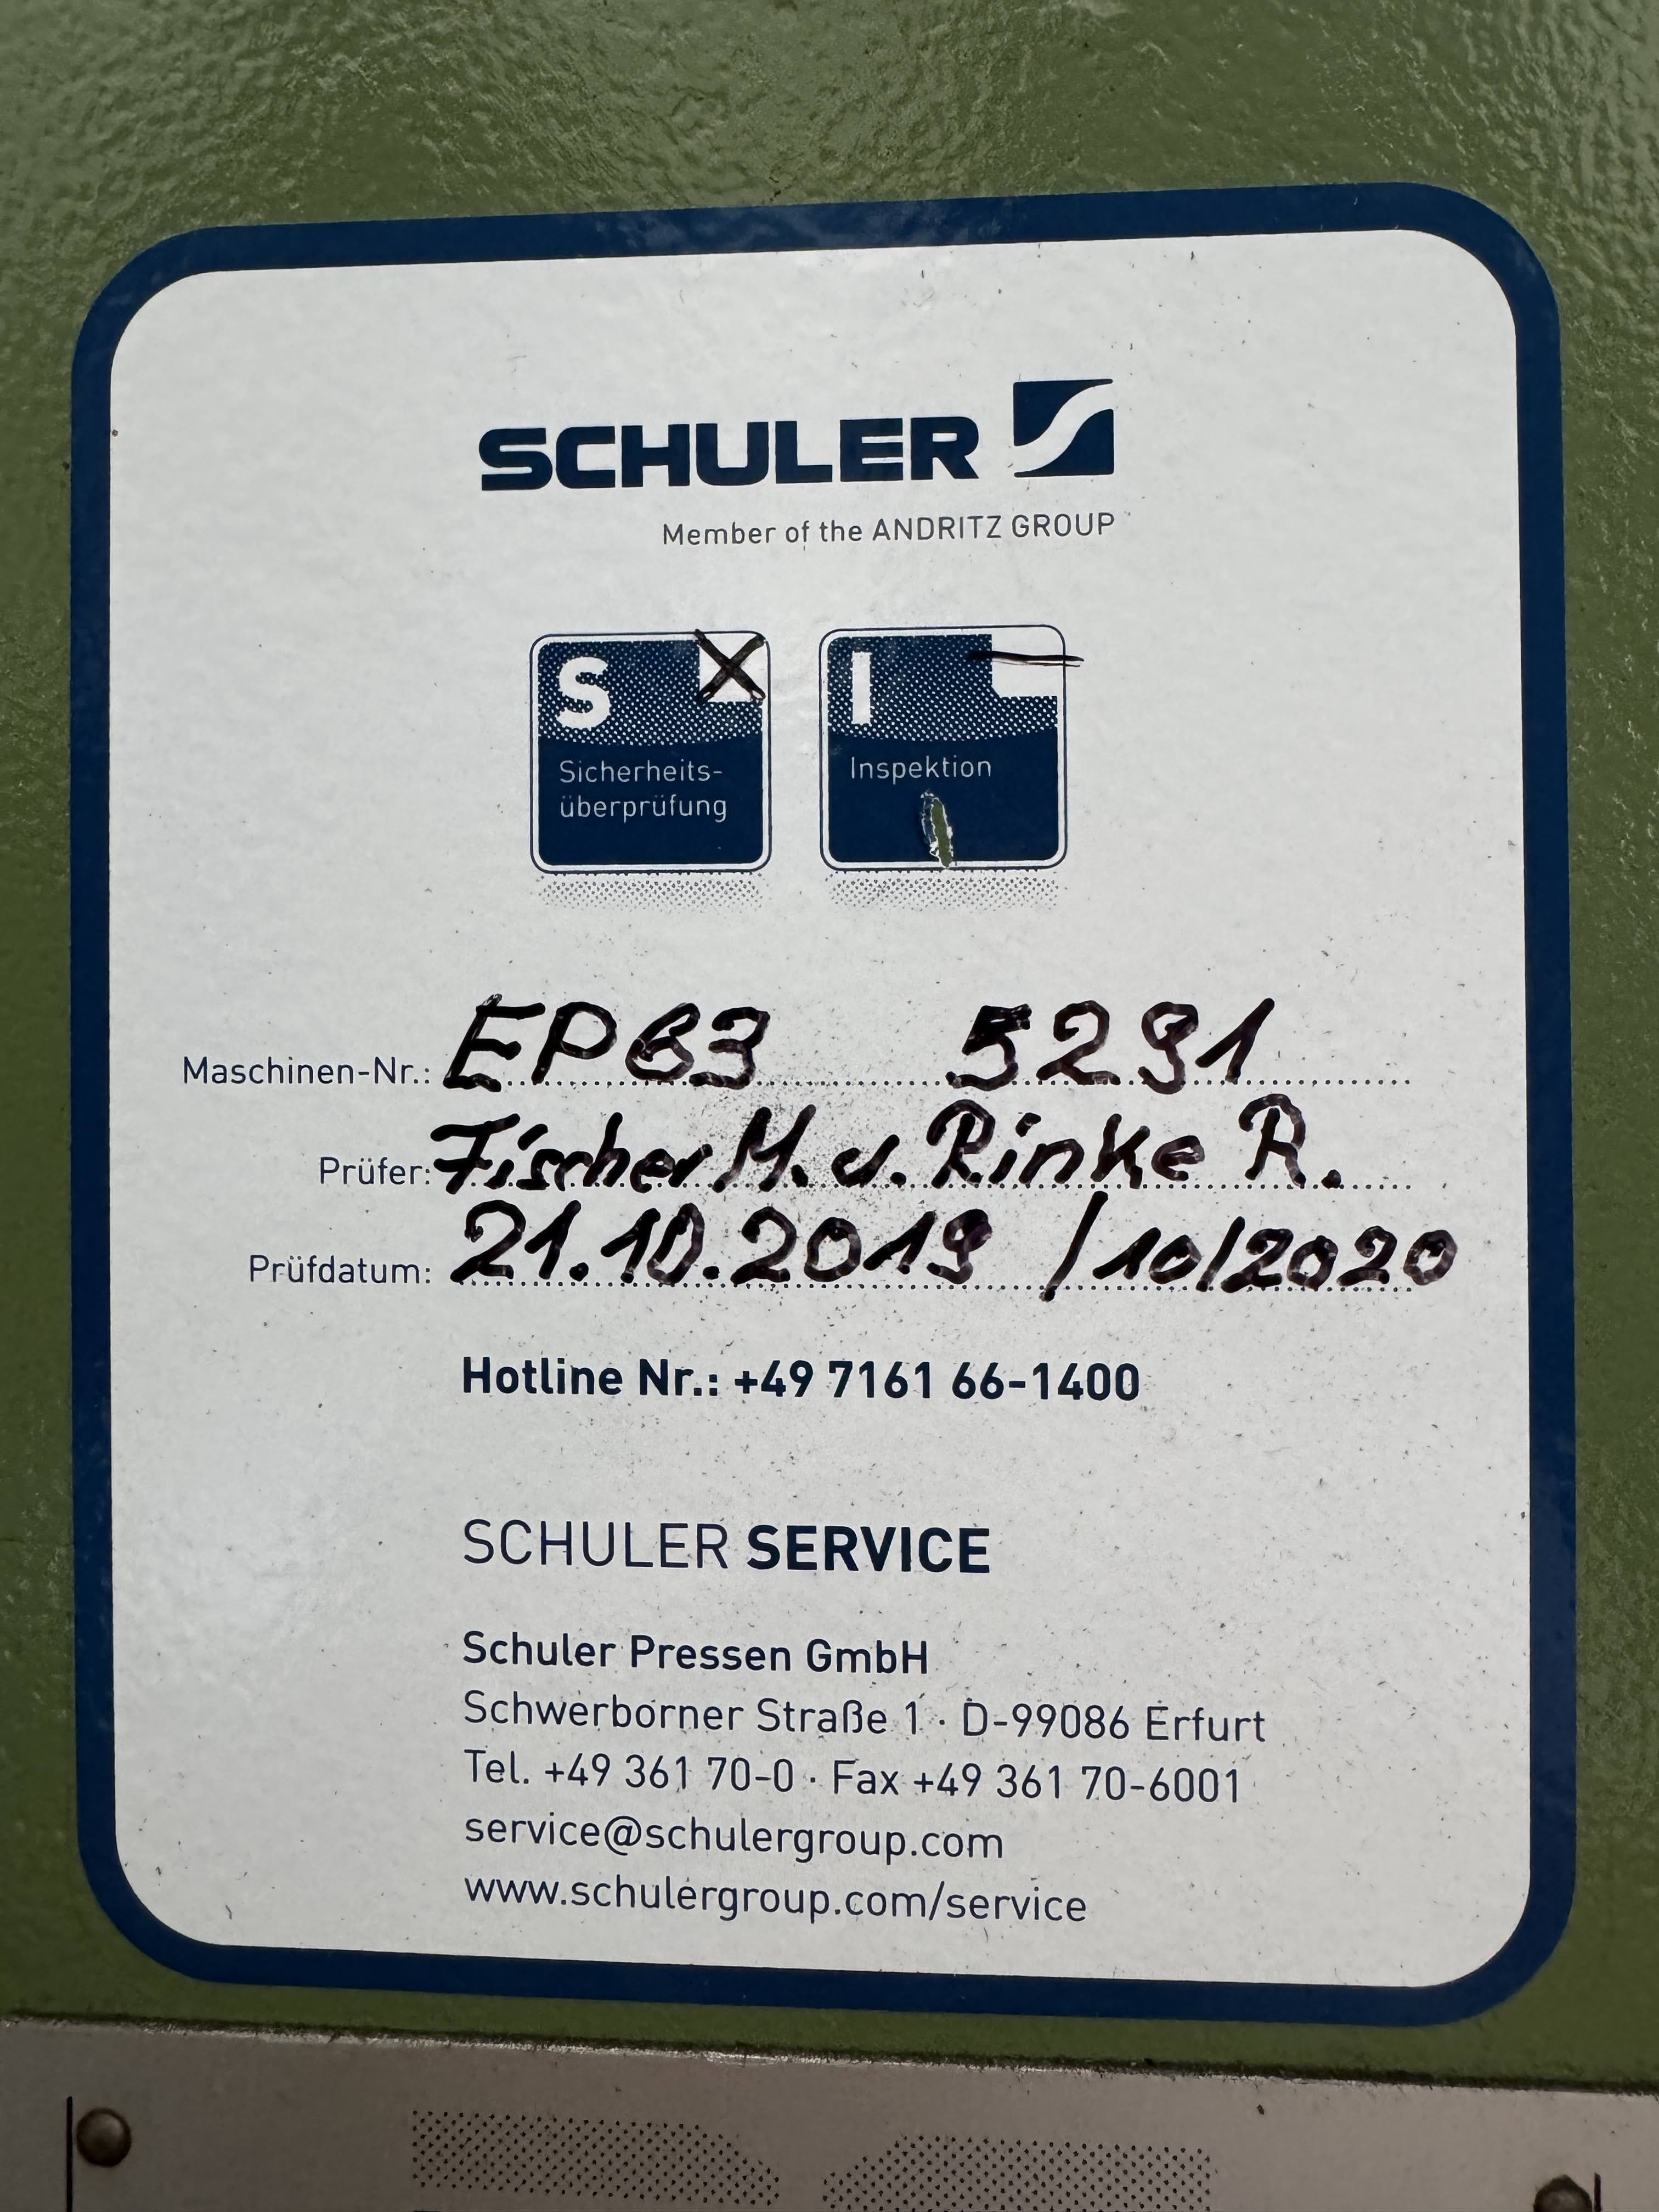 SCHULER
Member of the ANDRITZ GROUP
S
Sicherheits-
überprüfung
I
Inspektion
Maschinen-Nr.: EP63 5291
Prüfer: Fischer M. u. Rinke R.
Prüfdatum: 21.10.2019 / 10/2020
Hotline Nr.: +49 7161 66-1400
SCHULER SERVICE
Schuler Pressen GmbH
Schwerborner Straße 1 · D-99086 Erfurt
Tel. +49 361 70-0 · Fax +49 361 70-6001
service@schulergroup.com
www.schulergroup.com/service